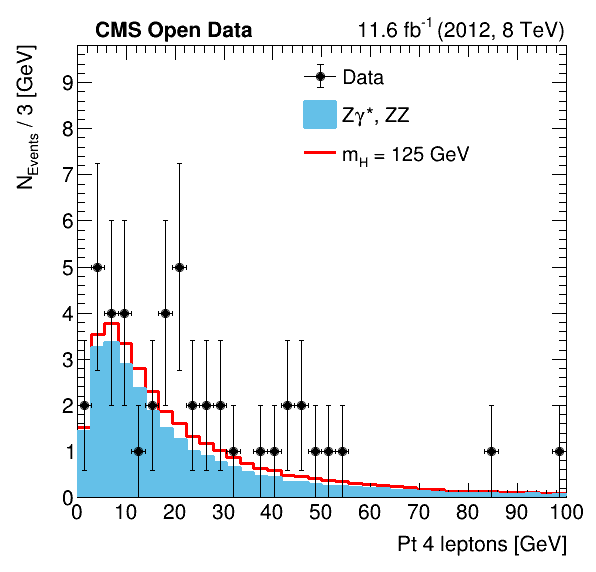 CMS Open Data
11.6 fb⁻¹ (2012, 8 TeV)
N_Events / 3 [GeV]
Data
Zγ*, ZZ
m_H = 125 GeV
9
8
7
6
5
4
3
2
1
0
0 10 20 30 40 50 60 70 80 90 100
Pt 4 leptons [GeV]